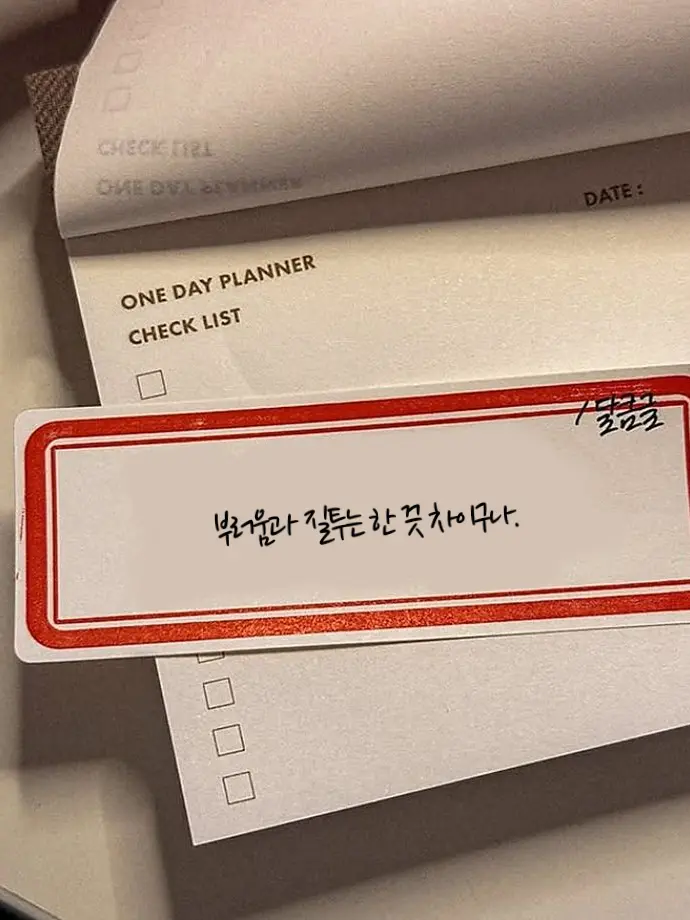 CHECK LIST
ONE DAY PLANNER
DATE :
ONE DAY PLANNER
CHECK LIST
/달콤글
부러움과 질투는 한 끗 차이구나.